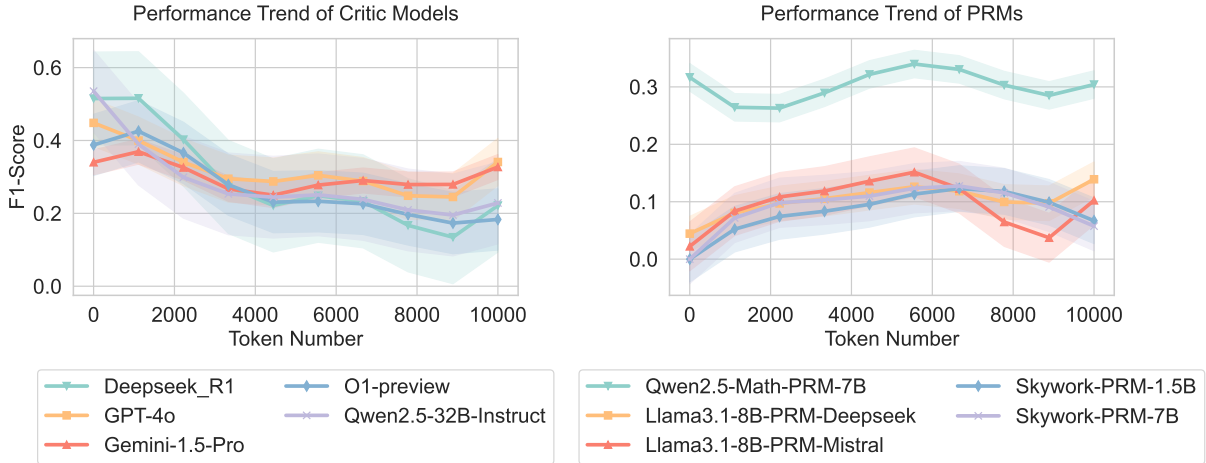 Performance Trend of Critic Models
F1-Score
0.6
0.4
0.2
0.0
0 2000 4000 6000 8000 10000
Token Number
Deepseek_R1
GPT-4o
Gemini-1.5-Pro
O1-preview
Qwen2.5-32B-Instruct
Performance Trend of PRMs
0.3
0.2
0.1
0.0
0 2000 4000 6000 8000 10000
Token Number
Qwen2.5-Math-PRM-7B
Llama3.1-8B-PRM-Deepseek
Llama3.1-8B-PRM-Mistral
Skywork-PRM-1.5B
Skywork-PRM-7B